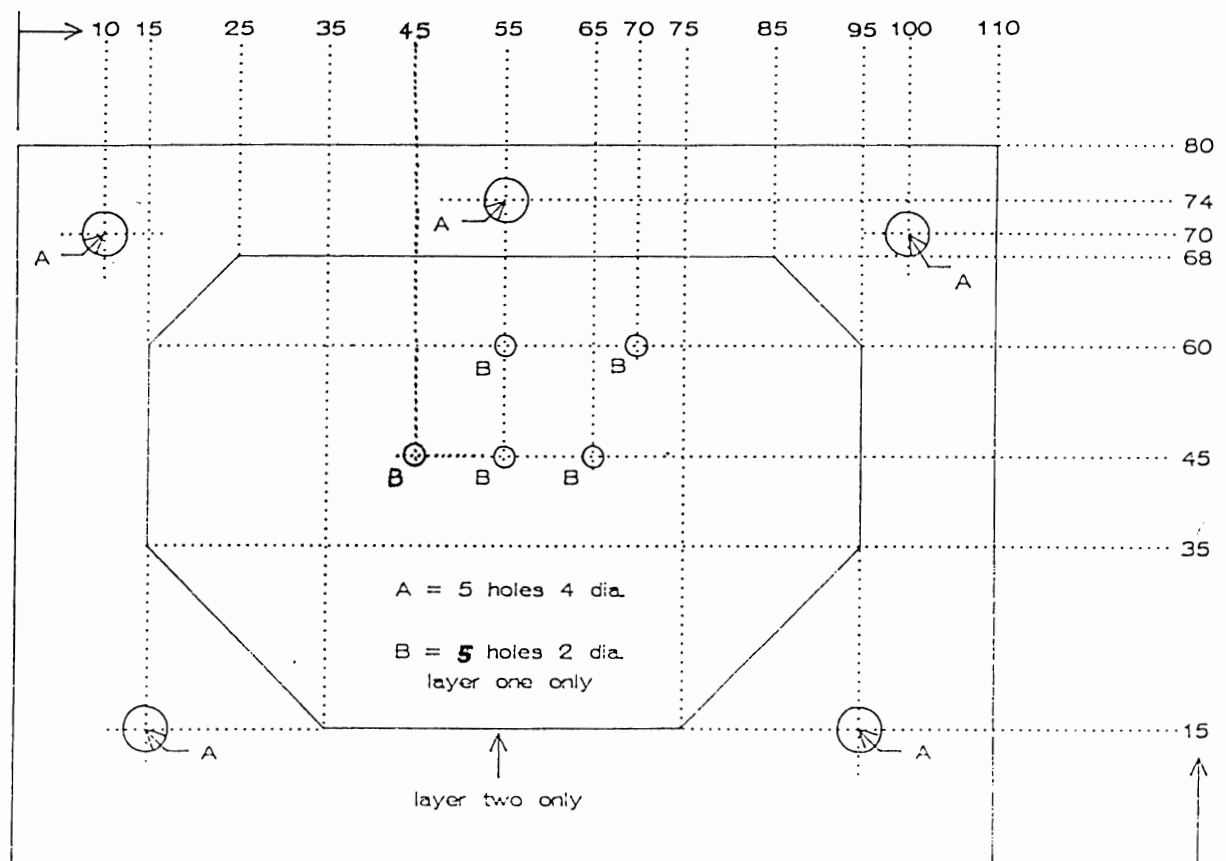 10 15 25 35 45 55 65 70 75 85 95 100 110
80
74
A
70
A
68
A
60
B B
45
B B B
35
A = 5 holes 4 dia.
B = 5 holes 2 dia.
layer one only
15
A A
layer two only